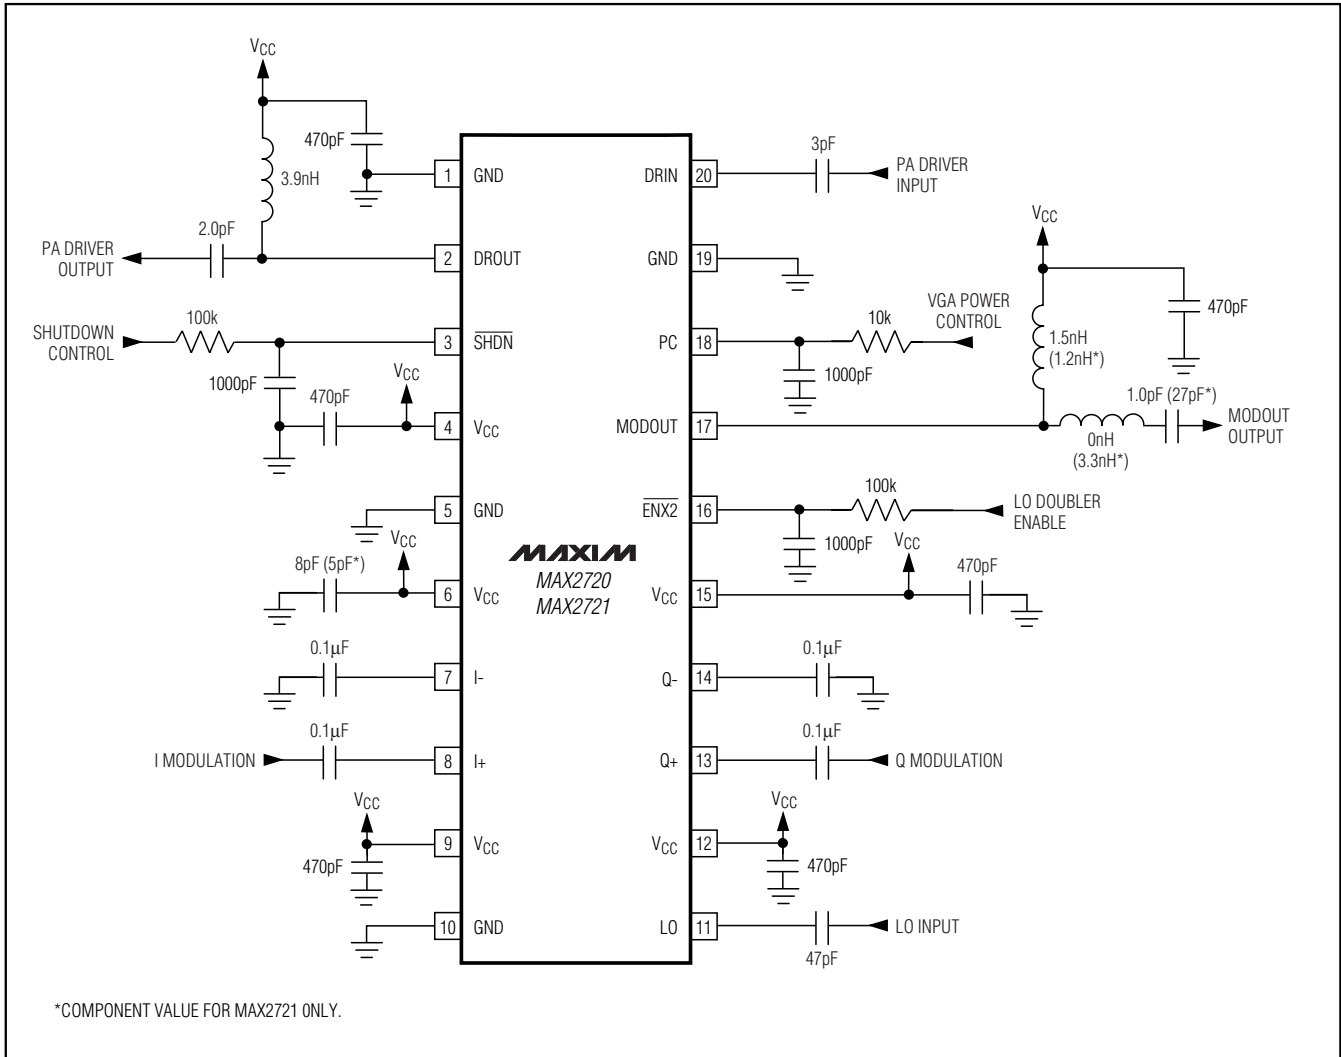 VCC
470pF
3.9nH
1
GND
2.0pF
PA DRIVER
OUTPUT
2
DROUT
100k
SHUTDOWN
CONTROL
3
SHDN
1000pF
470pF
VCC
4
VCC
5
GND
8pF (5pF*)
VCC
6
VCC
0.1µF
7
I-
I MODULATION
0.1µF
8
I+
VCC
9
VCC
470pF
10
GND
MAXIM
MAX2720
MAX2721
DRIN
20
3pF
PA DRIVER
INPUT
GND
19
VCC
470pF
1.5nH
(1.2nH*)
PC
18
10k
VGA POWER
CONTROL
1000pF
MODOUT
17
1.0pF (27pF*)
0nH
(3.3nH*)
MODOUT
OUTPUT
ENX2
16
100k
LO DOUBLER
ENABLE
1000pF
VCC
15
VCC
470pF
Q-
14
0.1µF
Q+
13
0.1µF
Q MODULATION
VCC
12
VCC
470pF
LO
11
47pF
LO INPUT
*COMPONENT VALUE FOR MAX2721 0NLY.